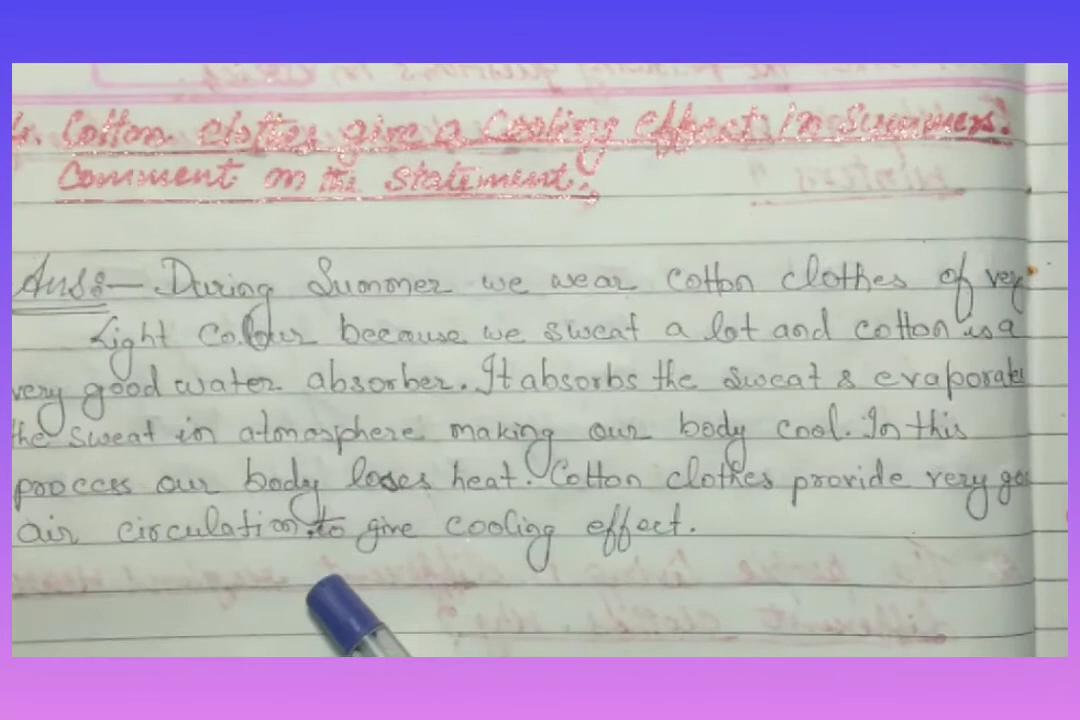 4. Cotton clothes give a Cooling effect in Summers.
Comment on the statement.
Ans:- During Summer we wear cotton clothes of very
Light Colour because we sweat a lot and cotton is a
very good water absorber. It absorbs the sweat & evaporates
the sweat in atomosphere making our body cool. In this
process our body loses heat. Cotton clothes provide very
air circulation to give cooling effect.